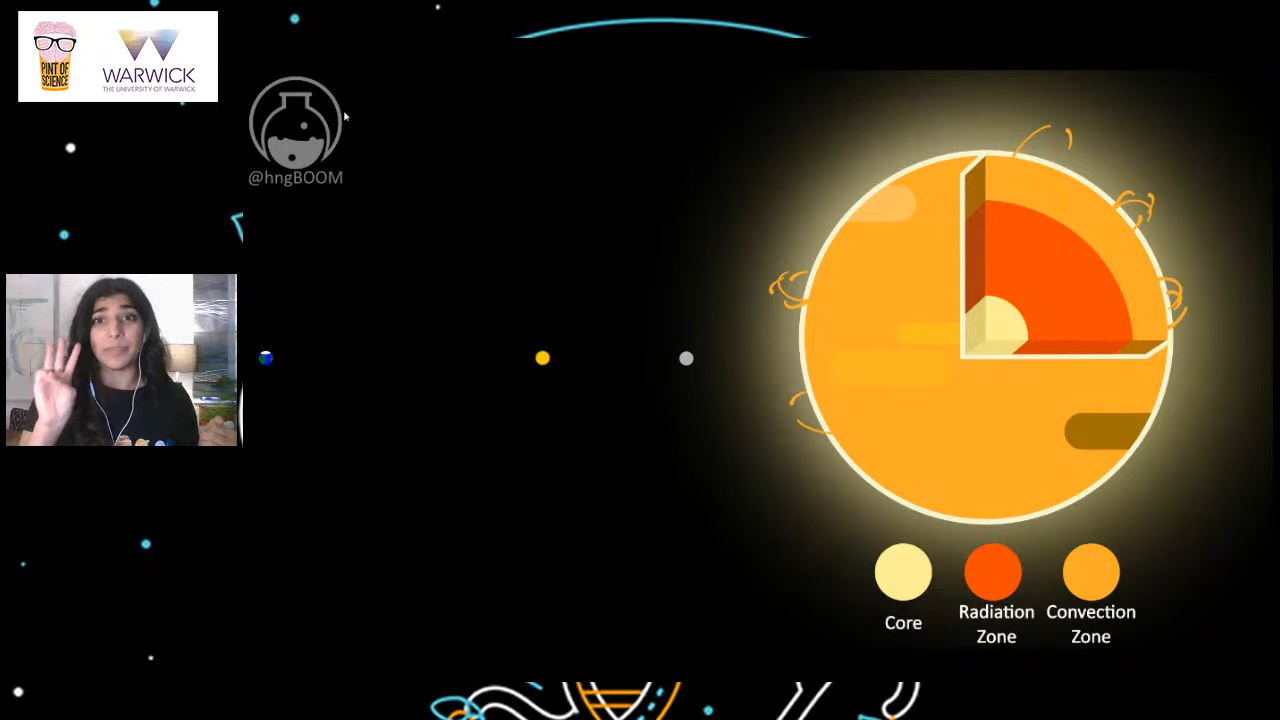 PINT OF
SCIENCE
WARWICK
THE UNIVERSITY OF WARWICK
@hngBOOM
Core
Radiation
Zone
Convection
Zone